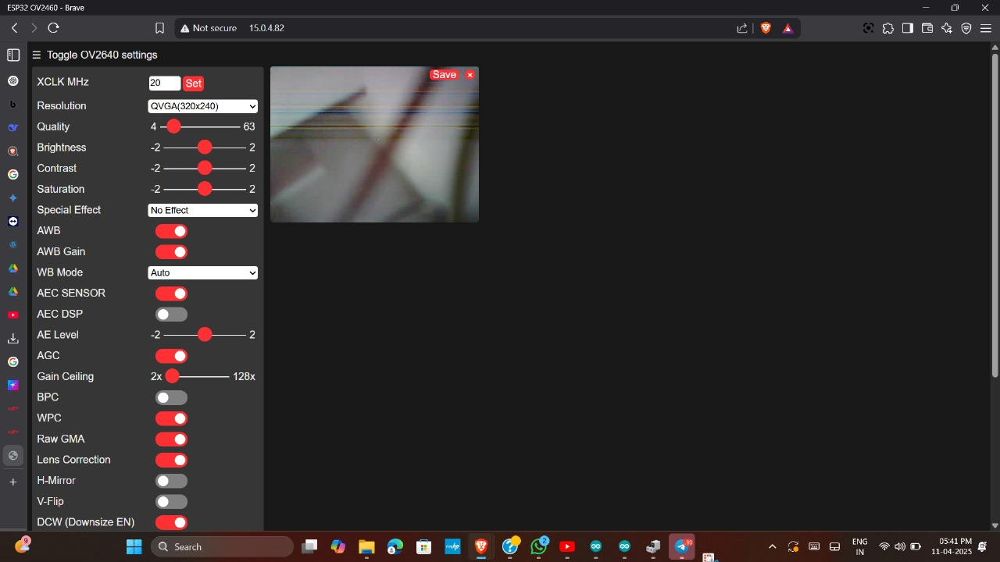 ESP32 OV2460 - Brave
Not secure 15.0.4.82
Toggle OV2640 settings
XCLK MHz 20 Set
Resolution QVGA(320x240)
Quality 4 63
Brightness -2 2
Contrast -2 2
Saturation -2 2
Special Effect No Effect
AWB
AWB Gain
WB Mode Auto
AEC SENSOR
AEC DSP
AE Level -2 2
AGC
Gain Ceiling 2x 128x
BPC
WPC
Raw GMA
Lens Correction
H-Mirror
V-Flip
DCW (Downsize EN)
Save ×
9
Search
myhp
2
80
ENG
IN
05:41 PM
11-04-2025